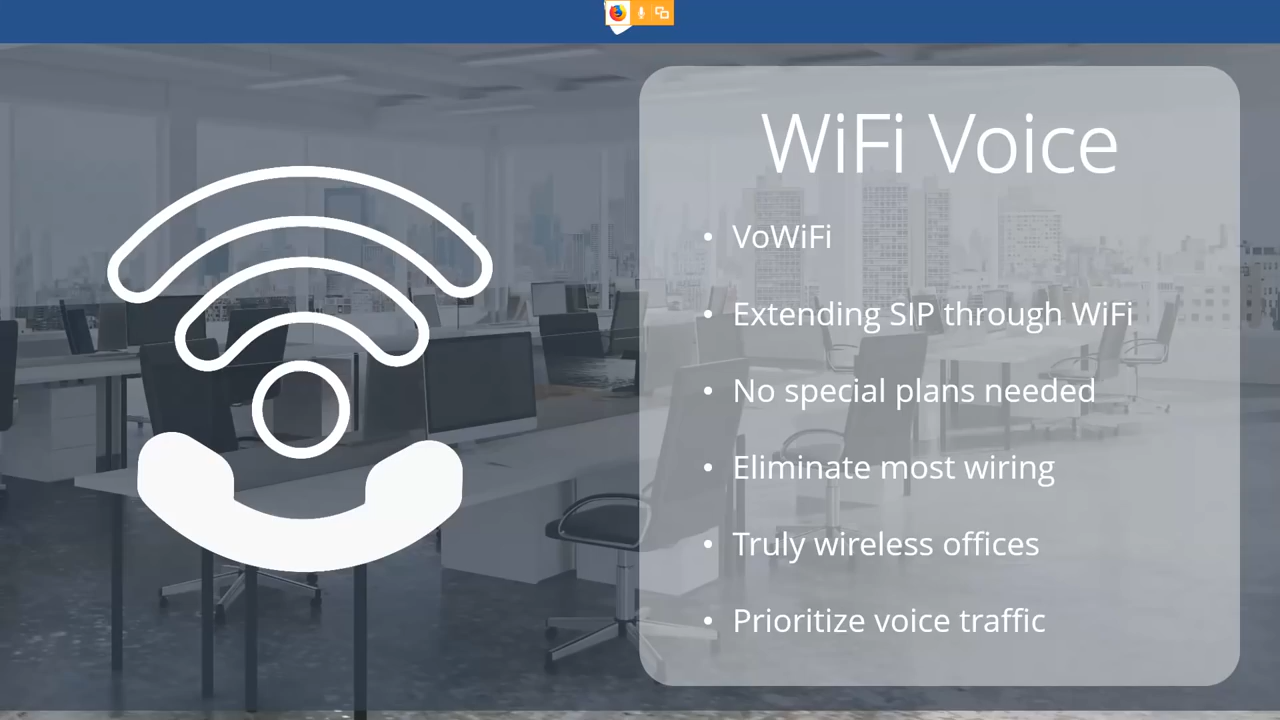 WiFi Voice
• VoWiFi
• Extending SIP through WiFi
• No special plans needed
• Eliminate most wiring
• Truly wireless offices
• Prioritize voice traffic